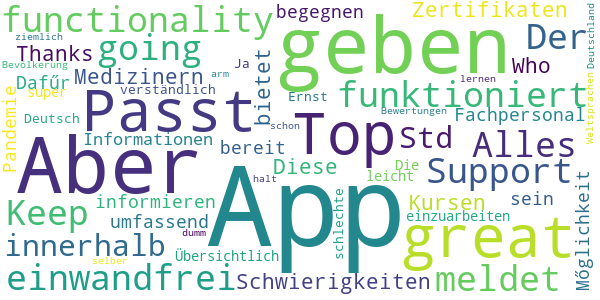 ziemlich
functionality
begegnen
Zertifikaten
Deutschland
going
geben
Der
Thanks
Ja
Who
Bevölkerung
Dafür
Medizinern
bietet
arm
lernen
funktioniert
Pandemie
super
verständlich
Passt
Ernst
Bewertungen
Fachpersonal
Weltsprachen
Deutsch
schon
Top
Std
Alles
Informationen
bereit
Aber
App
Diese
Die
leicht
Support
halt
Möglichkeit
Keep
informieren
umfassend
schlechte
Kursen
sein
einzuarbeiten
dumm
great
innerhalb
Übersichtlich
selber
einwandfrei
Schwierigkeiten
meldet